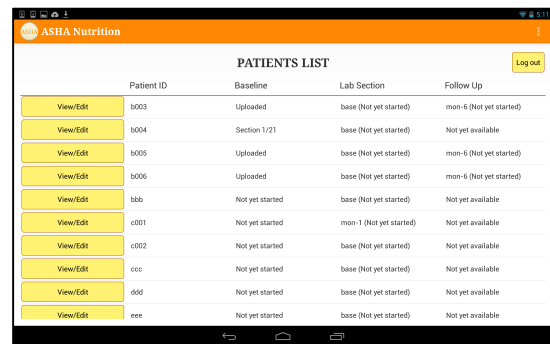 5:11
ASHA ASHA Nutrition
PATIENTS LIST
Log out
Patient ID Baseline Lab Section Follow Up
View/Edit b003 Uploaded base (Not yet started) mon-6 (Not yet started)
View/Edit b004 Section 1/21 base (Not yet started) Not yet available
View/Edit b005 Uploaded base (Not yet started) mon-6 (Not yet started)
View/Edit b006 Uploaded base (Not yet started) mon-6 (Not yet started)
View/Edit bbb Not yet started base (Not yet started) Not yet available
View/Edit c001 Not yet started mon-1 (Not yet started) Not yet available
View/Edit c002 Not yet started base (Not yet started) Not yet available
View/Edit ccc Not yet started base (Not yet started) Not yet available
View/Edit ddd Not yet started base (Not yet started) Not yet available
View/Edit eee Not yet started base (Not yet started) Not yet available